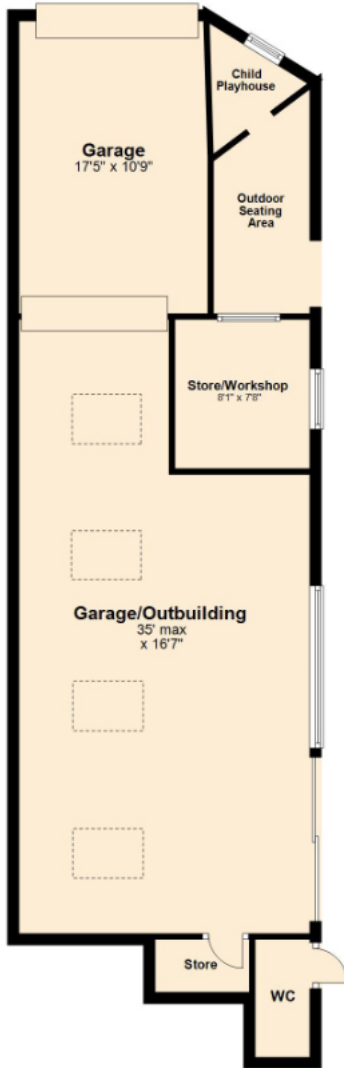 Child
Playhouse
Garage
17'5" x 10'9"
Outdoor
Seating
Area
Store/Workshop
8'1" x 7'8"
Garage/Outbuilding
35' max
x 16'7"
Store
WC